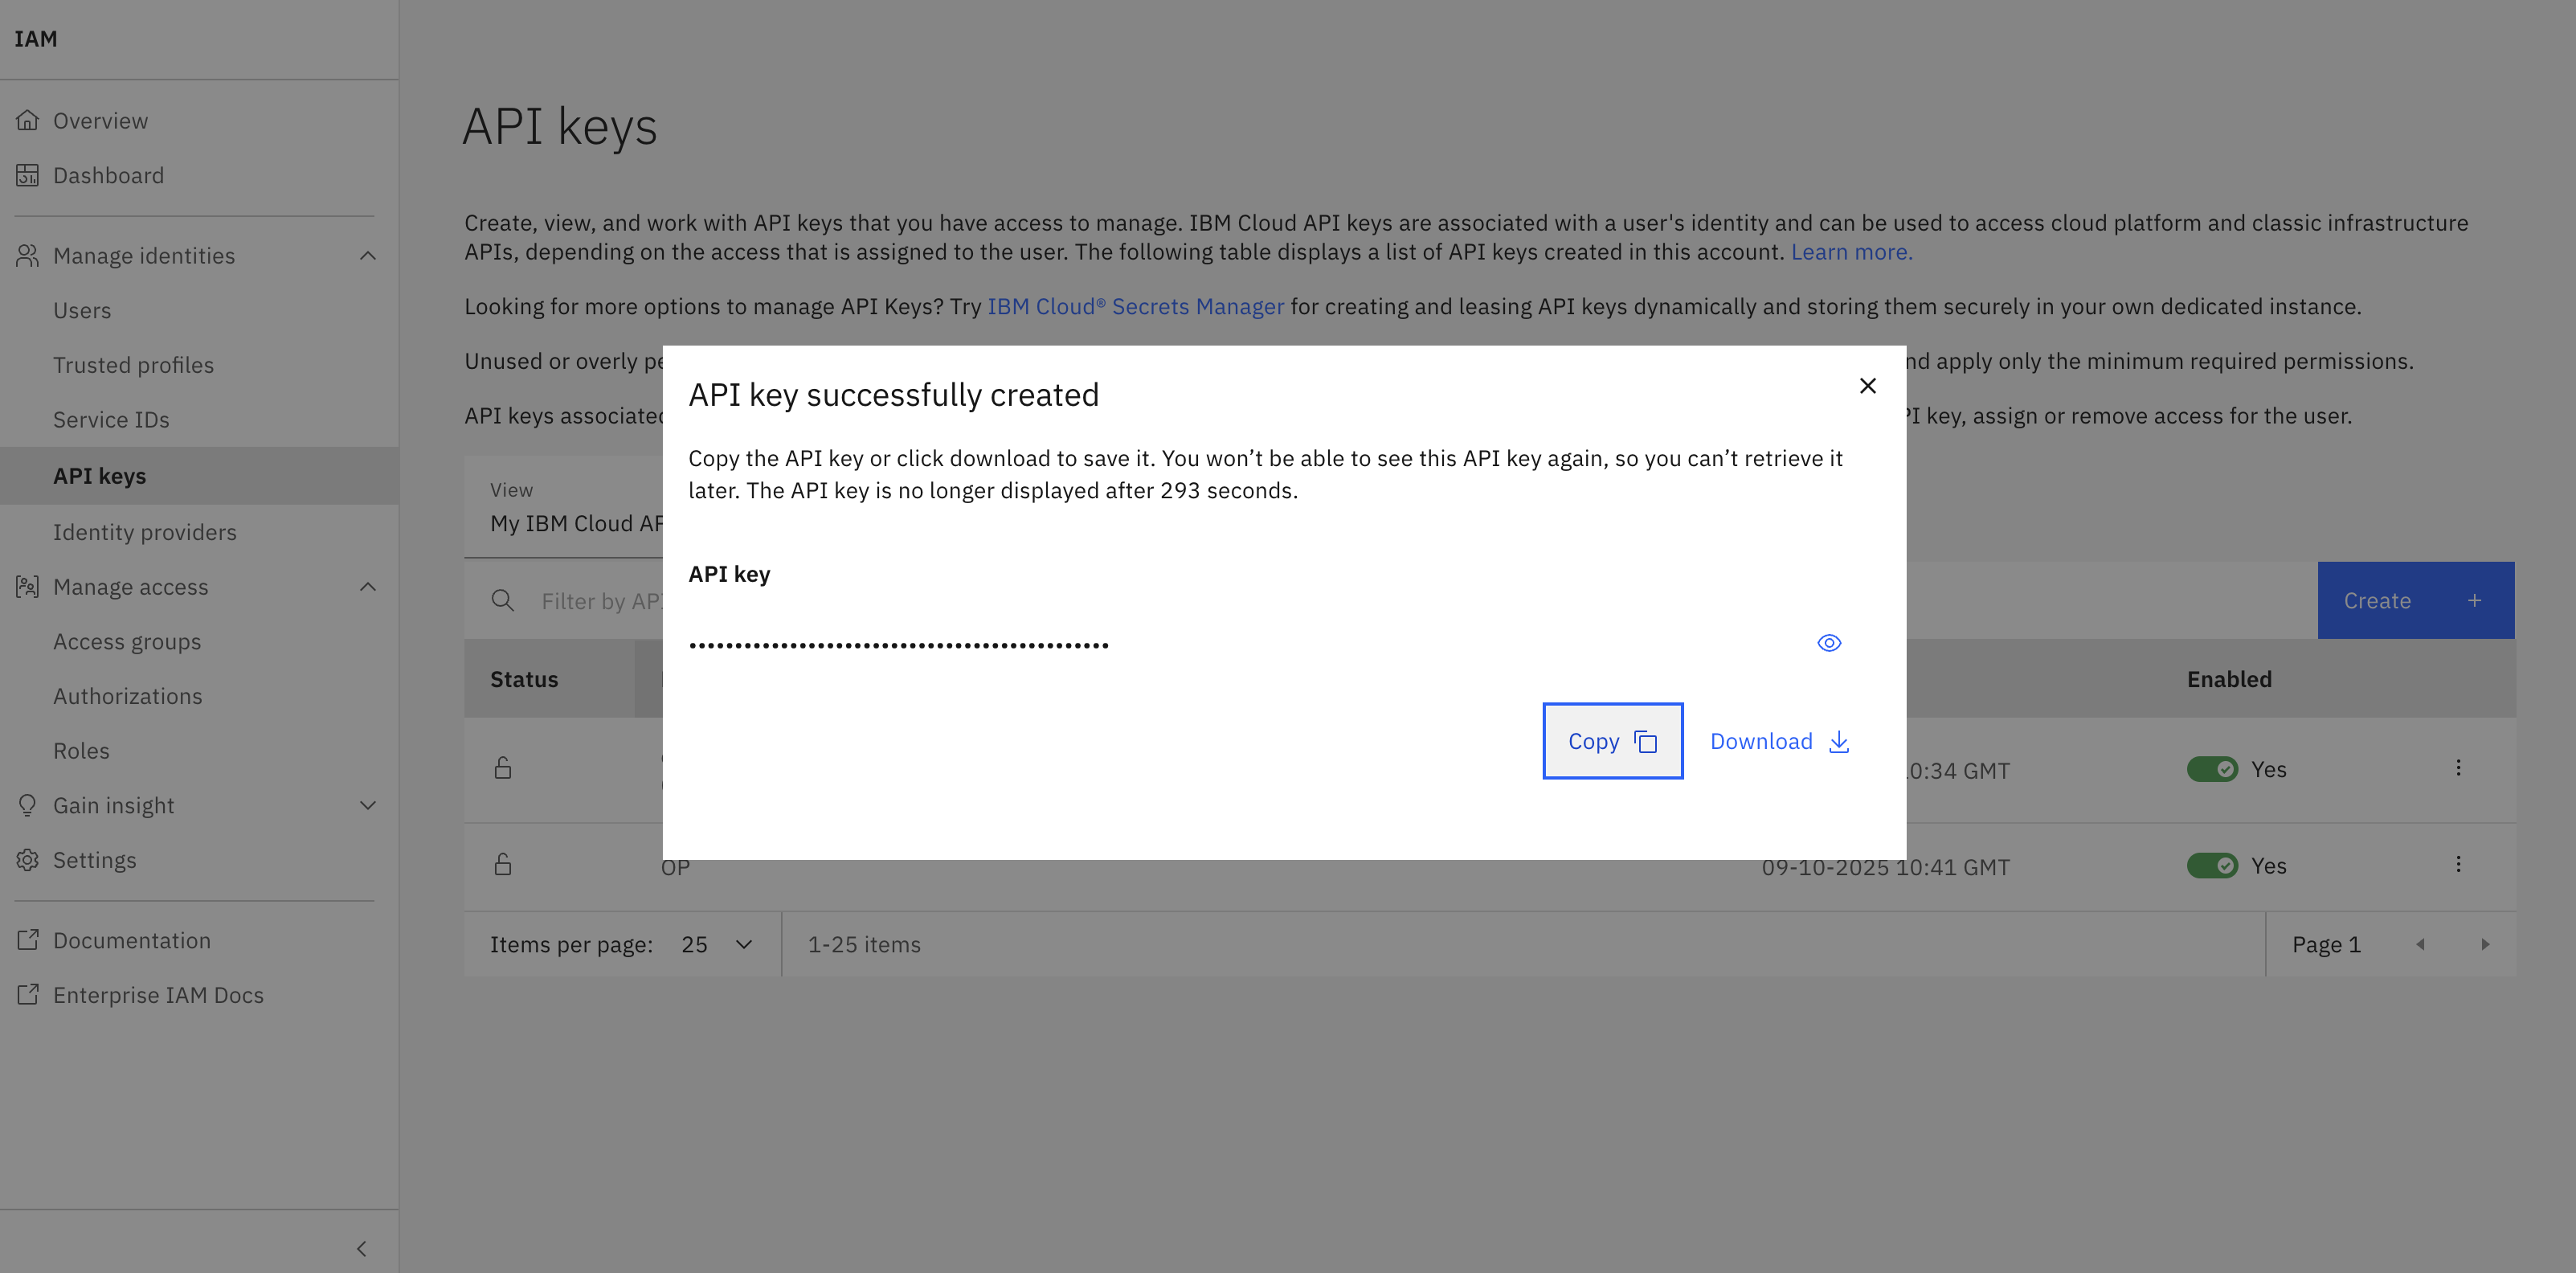 IAM
Overview
Dashboard
Manage identities
Users
Trusted profiles
Service IDs
API keys
Identity providers
Manage access
Access groups
Authorizations
Roles
Gain insight
Settings
Documentation
Enterprise IAM Docs
API keys
Create, view, and work with API keys that you have access to manage. IBM Cloud API keys are associated with a user's identity and can be used to access cloud platform and classic infrastructure
APIs, depending on the access that is assigned to the user. The following table displays a list of API keys created in this account. Learn more.
Looking for more options to manage API Keys? Try IBM Cloud® Secrets Manager for creating and leasing API keys dynamically and storing them securely in your own dedicated instance.
Unused or overly pe nd apply only the minimum required permissions.
API keys associated I key, assign or remove access for the user.
View
My IBM Cloud AP
Filter by API
Create
Status Enabled
0:34 GMT Yes
OP 09-10-2025 10:41 GMT Yes
Items per page: 25 1-25 items Page 1
API key successfully created
Copy the API key or click download to save it. You won’t be able to see this API key again, so you can’t retrieve it
later. The API key is no longer displayed after 293 seconds.
API key
••••••••••••••••••••••••••••••••••••••••••••
Copy Download